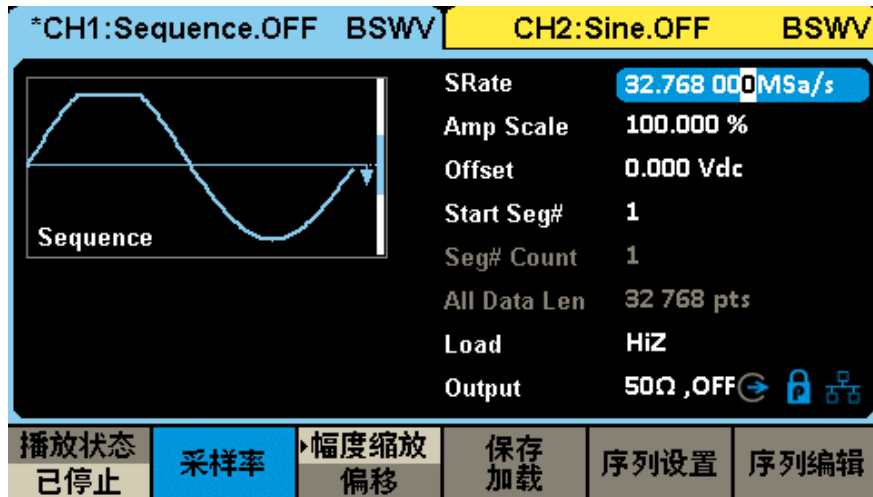 *CH1:Sequence.OFF BSWV
CH2:Sine.OFF BSWV
Sequence
SRate 32.768 000MSa/s
Amp Scale 100.000 %
Offset 0.000 Vdc
Start Seg# 1
Seg# Count 1
All Data Len 32 768 pts
Load HiZ
Output 50Ω ,OFF
播放状态
已停止
采样率
幅度缩放
偏移
保存
加载
序列设置
序列编辑